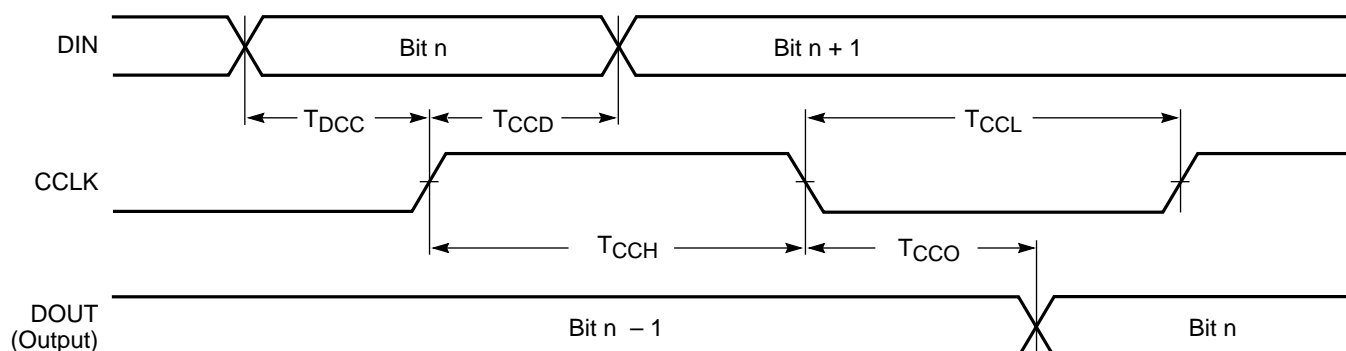 DIN
Bit n
Bit n + 1
TDCC
TCCD
TCCL
CCLK
TCCH
TCCO
DOUT
(Output)
Bit n – 1
Bit n